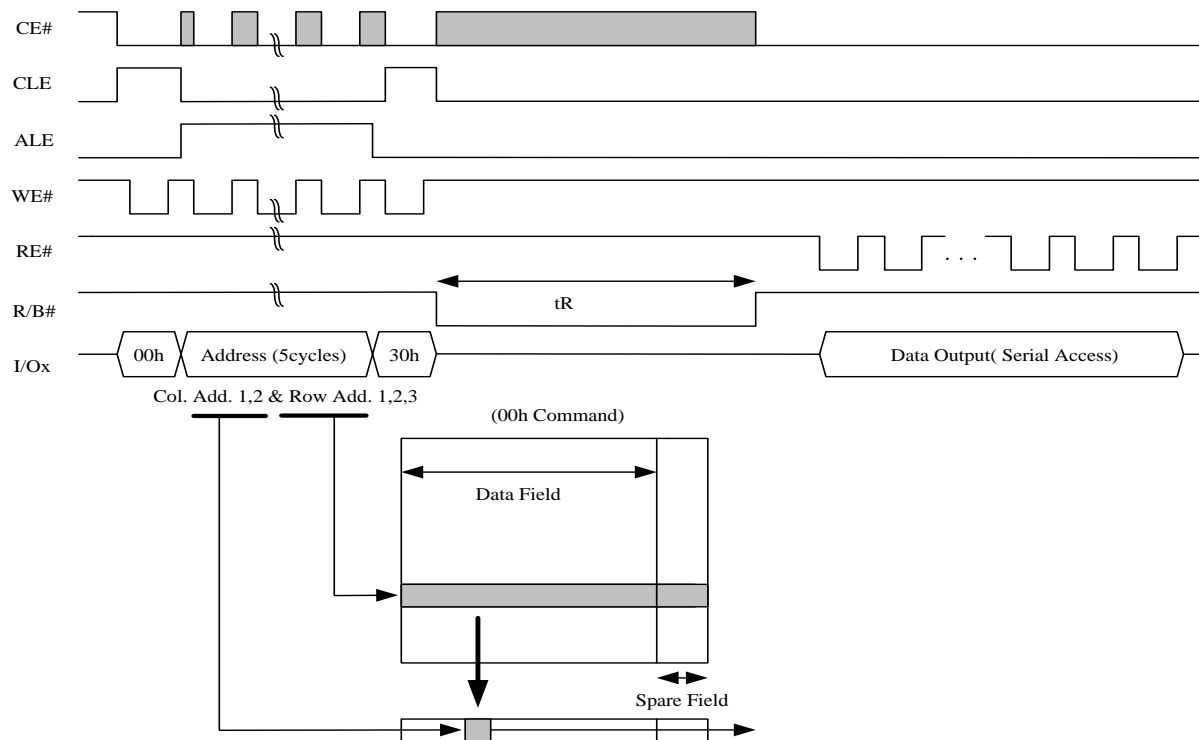 CE#
CLE
ALE
WE#
RE#
. . .
tR
R/B#
I/Ox
00h
Address (5cycles)
30h
Data Output( Serial Access)
Col. Add. 1,2 & Row Add. 1,2,3
(00h Command)
Data Field
Spare Field